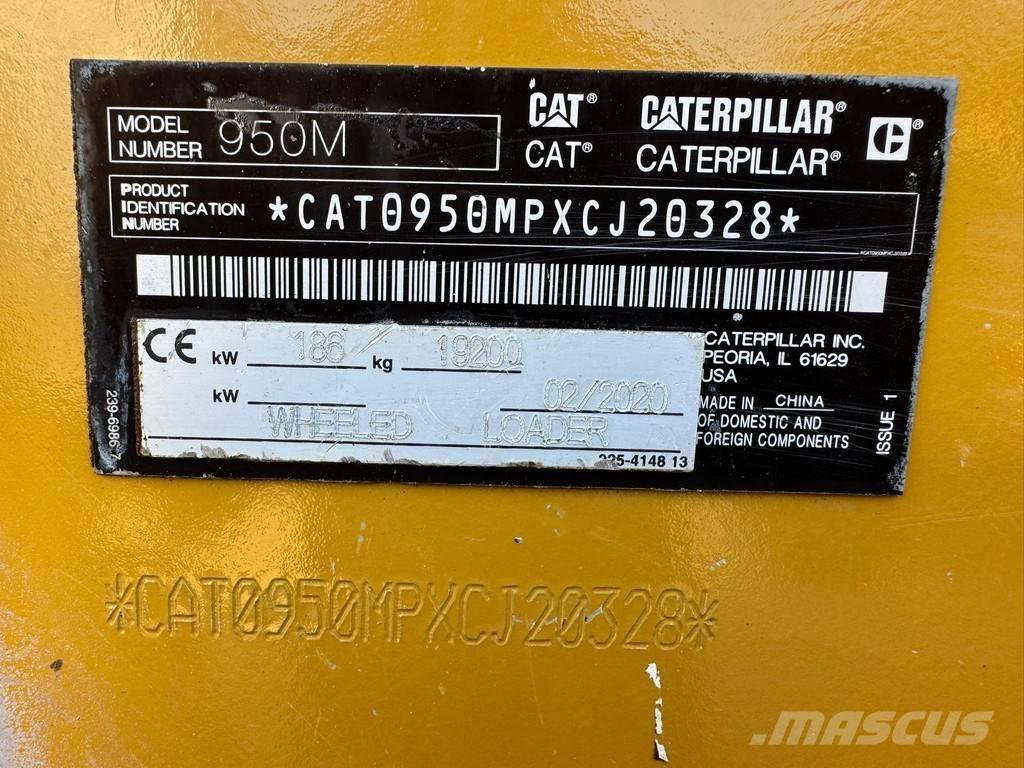 MODEL NUMBER 950M
CAT® CATERPILLAR® C®
CAT® CATERPILLAR®
PRODUCT IDENTIFICATION NUMBER *CAT0950MPXCJ20328*
*CAT0950MPXCJ20328*
CE kW 186 kg 19200
kW 02/2020
WHEELED LOADER
225-4148 13
239-6986 7
CATERPILLAR INC.
PEORIA, IL 61629
USA
MADE IN CHINA
OF DOMESTIC AND
FOREIGN COMPONENTS
ISSUE 1
*CAT0950MPXCJ20328*
MASCUS